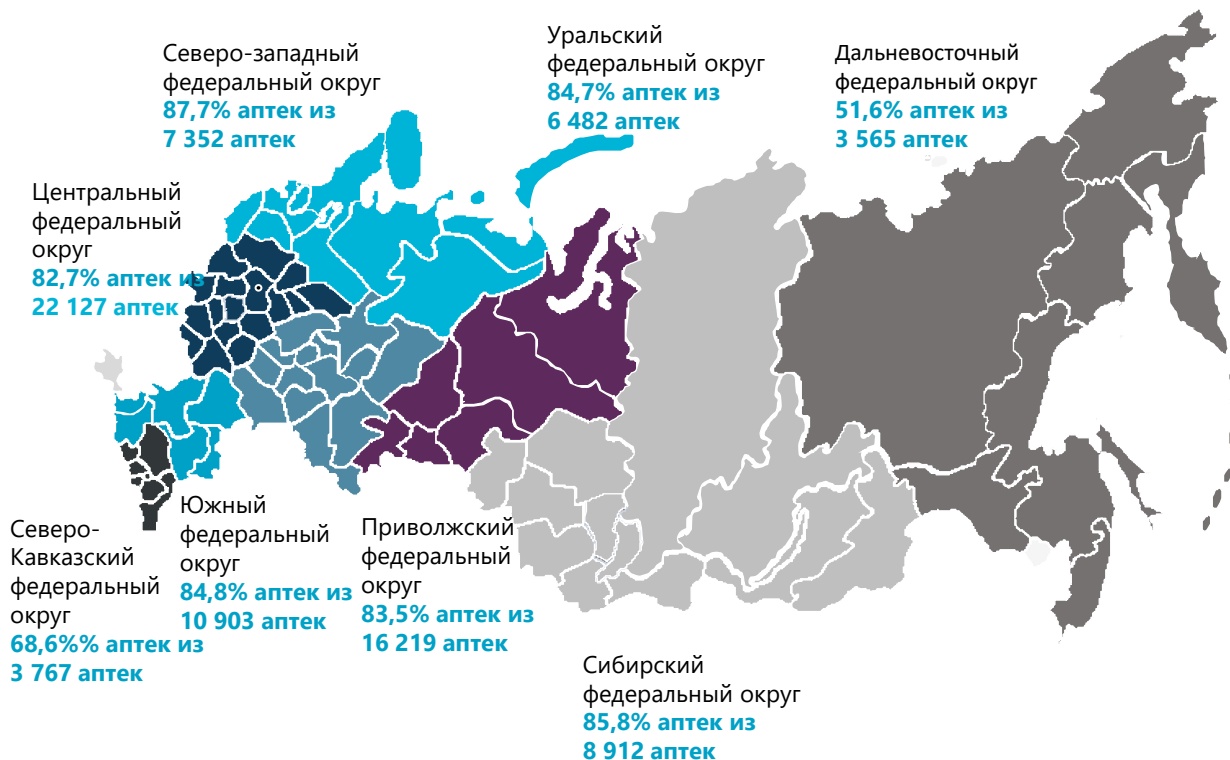 Северо-западный
федеральный округ
87,7% аптек из
7 352 аптек
Уральский
федеральный округ
84,7% аптек из
6 482 аптек
Дальневосточный
федеральный округ
51,6% аптек из
3 565 аптек
Центральный
федеральный
округ
82,7% аптек из
22 127 аптек
Северо-
Кавказский
федеральный
округ
68,6%% аптек из
3 767 аптек
Южный
федеральный
округ
84,8% аптек из
10 903 аптек
Приволжский
федеральный
округ
83,5% аптек из
16 219 аптек
Сибирский
федеральный округ
85,8% аптек из
8 912 аптек